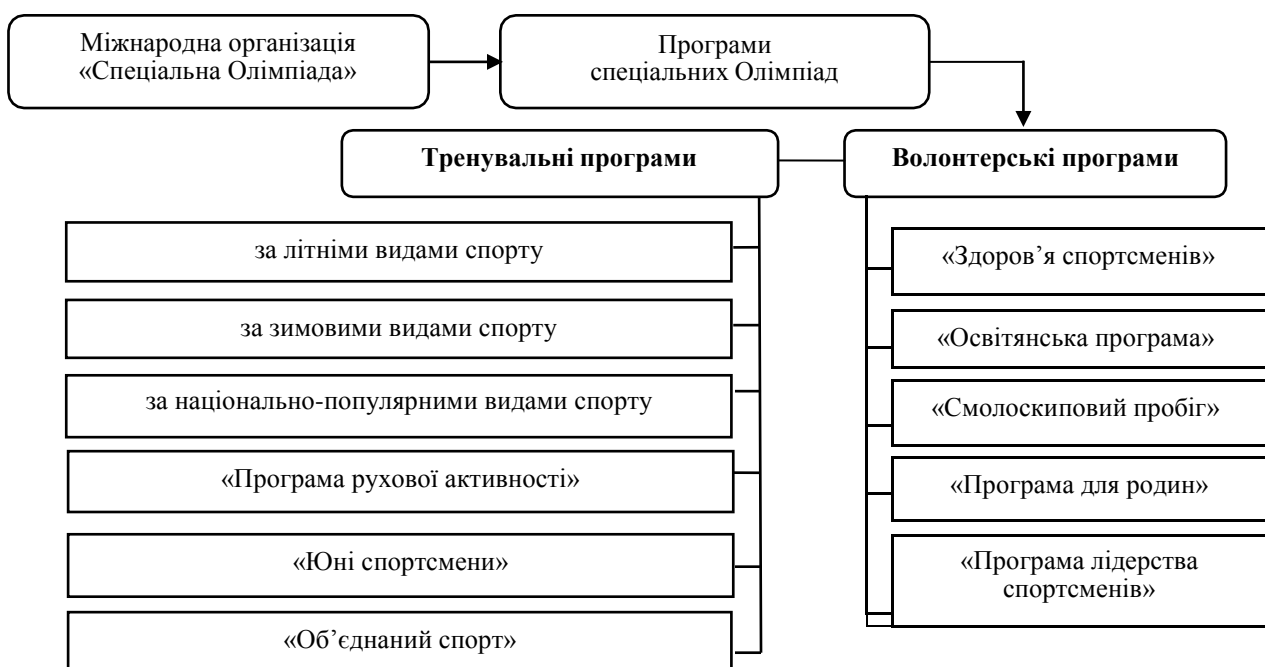 Міжнародна організація
«Спеціальна Олімпіада»
Програми
спеціальних Олімпіад
Тренувальні програми
Волонтерські програми
за літніми видами спорту
за зимовими видами спорту
за національно-популярними видами спорту
«Програма рухової активності»
«Юні спортсмени»
«Об’єднаний спорт»
«Здоров’я спортсменів»
«Освітянська програма»
«Смолоскиповий пробіг»
«Програма для родин»
«Програма лідерства
спортсменів»